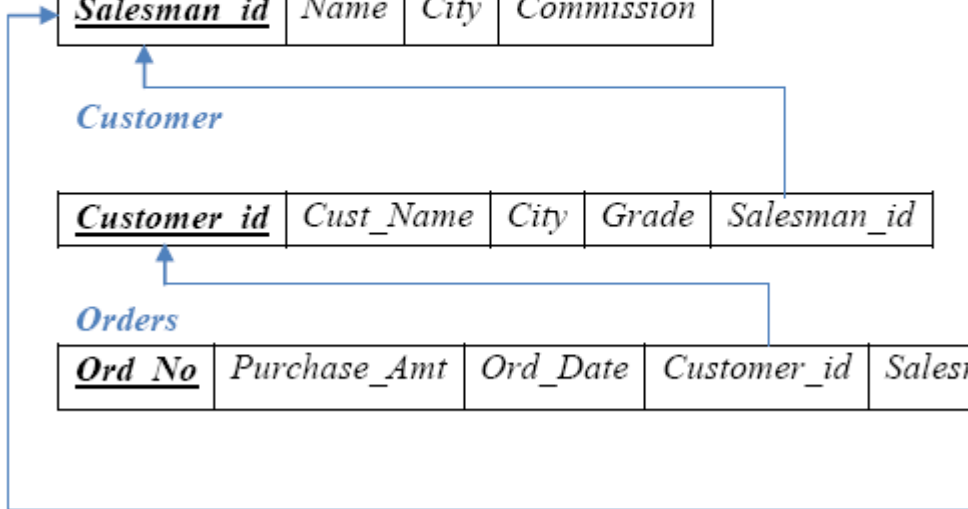 Salesman_id Name City Commission
Customer
Customer_id Cust_Name City Grade Salesman_id
Orders
Ord_No Purchase_Amt Ord_Date Customer_id